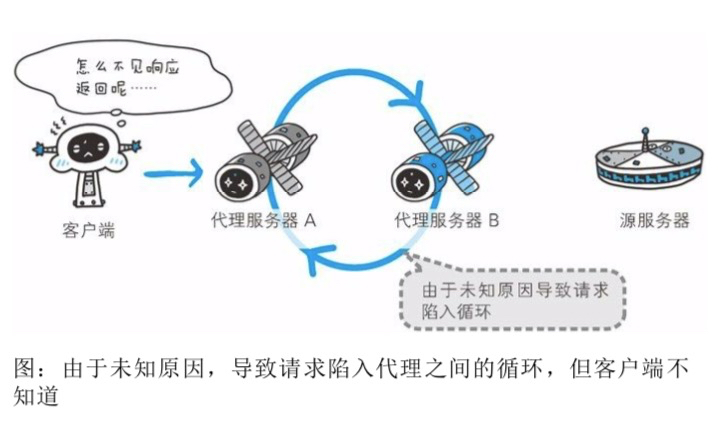 怎么不见响应
返回呢……
客户端
代理服务器 A
代理服务器 B
源服务器
由于未知原因导致请求
陷入循环
图：由于未知原因，导致请求陷入代理之间的循环，但客户端不
知道